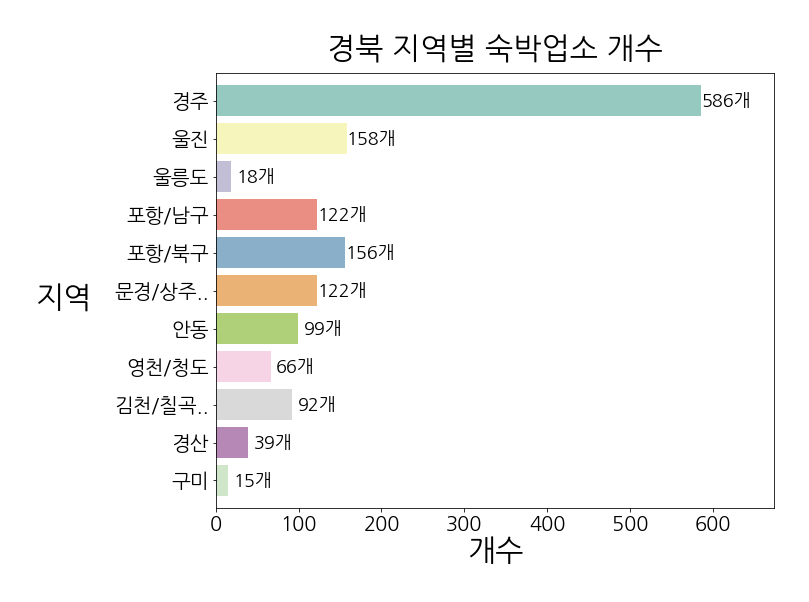 경북 지역별 숙박업소 개수
경주 586개
울진 158개
울릉도 18개
포항/남구 122개
포항/북구 156개
문경/상주.. 122개
안동 99개
영천/청도 66개
김천/칠곡.. 92개
경산 39개
구미 15개
지역
0 100 200 300 400 500 600
개수